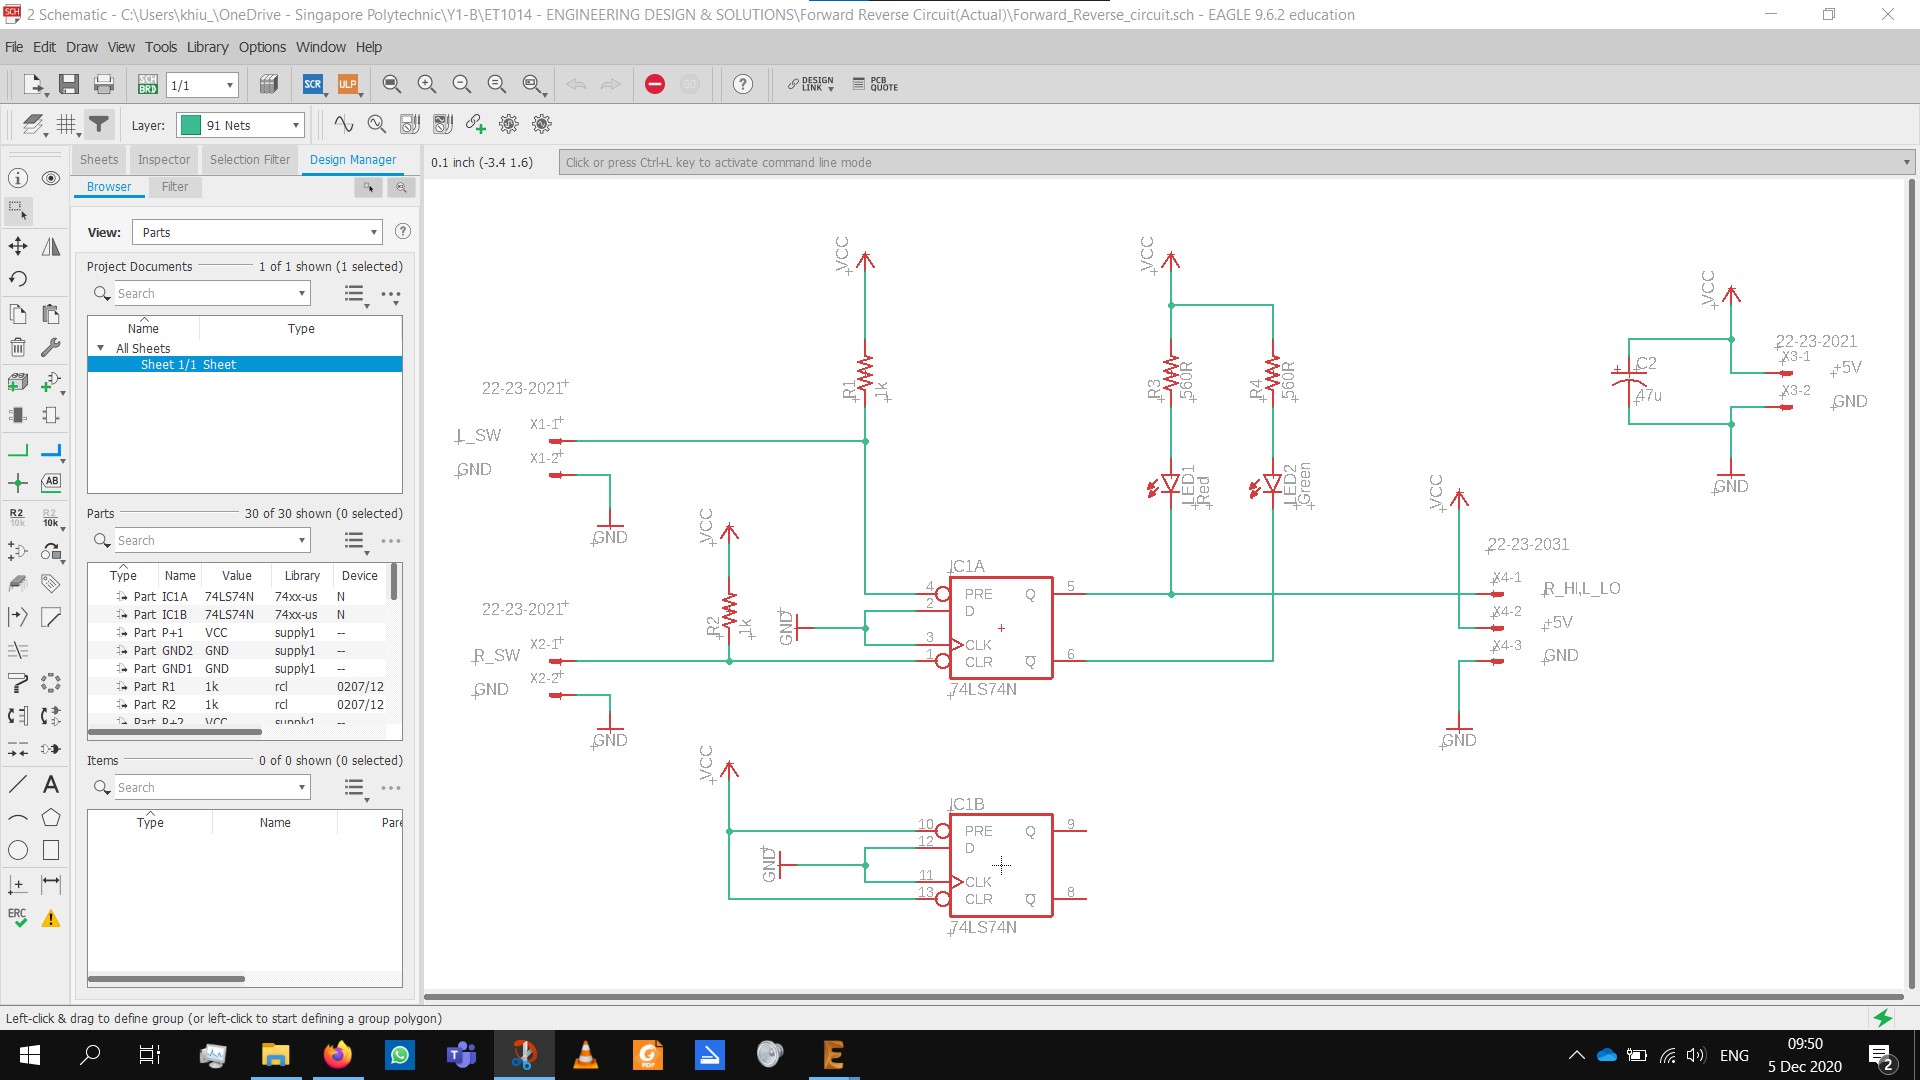 2 Schematic - C:\Users\khiu_\OneDrive - Singapore Polytechnic\Y1-B\ET1014 - ENGINEERING DESIGN & SOLUTIONS\Forward Reverse Circuit(Actual)\Forward_Reverse_circuit.sch - EAGLE 9.6.2 education
File Edit Draw View Tools Library Options Window Help
SCH BRD 1/1 SCR ULP GO DESIGN LINK PCB QUOTE
Layer: 91 Nets
Sheets Inspector Selection Filter Design Manager
0.1 inch (-3.4 1.6) Click or press Ctrl+L key to activate command line mode
Browser Filter
View: Parts
Project Documents 1 of 1 shown (1 selected)
Search
Name Type
All Sheets
Sheet 1/1 Sheet
Parts 30 of 30 shown (0 selected)
Search
Type Name Value Library Device
Part IC1A 74LS74N 74xx-us N
Part IC1B 74LS74N 74xx-us N
Part P+1 VCC supply1 --
Part GND2 GND supply1 --
Part GND1 GND supply1 --
Part R1 1k rcl 0207/12
Part R2 1k rcl 0207/12
Part P+2 VCC supply1 --
Items 0 of 0 shown (0 selected)
Search
Type Name Pare
R2 10k
R2 10k
AB
ERC
VCC
R1
1k
22-23-2021
L_SW X1-1
GND X1-2
GND
VCC
R2
1k
22-23-2021
R_SW X2-1
GND X2-2
GND
GND
IC1A
4 PRE Q 5
2 D
3 CLK
1 CLR Q 6
74LS74N
VCC
R3
560R
R4
560R
LED1
Red
LED2
Green
VCC
22-23-2031
X4-1 R_HI,L_LO
X4-2 +5V
X4-3 GND
GND
VCC
C2
47u
22-23-2021
X3-1 +5V
X3-2 GND
GND
VCC
GND
IC1B
10 PRE Q 9
12 D
11 CLK
13 CLR Q 8
74LS74N
Left-click & drag to define group (or left-click to start defining a group polygon)
PDF
ENG
09:50
5 Dec 2020
2